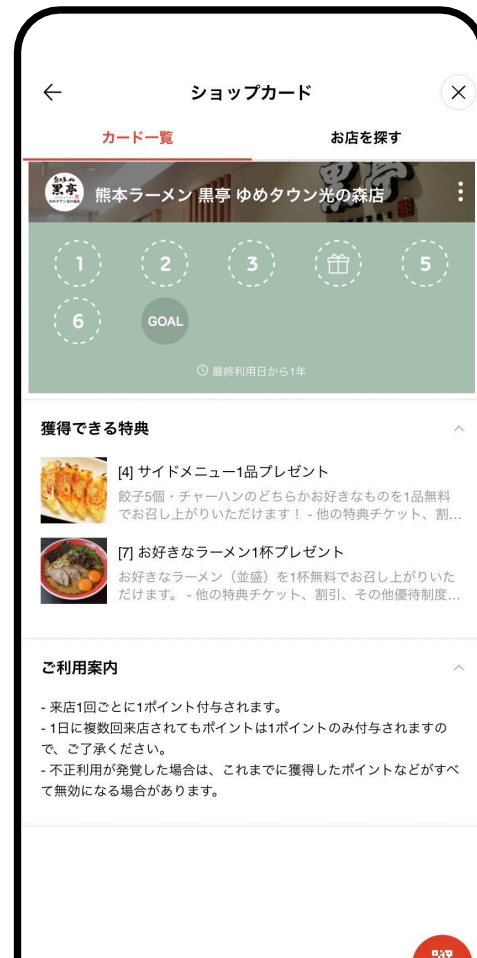 ショップカード
カード一覧
お店を探す
黒亭
熊本ラーメン 黒亭 ゆめタウン光の森店
1
2
3
5
6
GOAL
最終利用日から1年
獲得できる特典
[4] サイドメニュー1品プレゼント
餃子5個・チャーハンのどちらかお好きなものを1品無料
でお召し上がりいただけます！ - 他の特典チケット、割…
[7] お好きなラーメン1杯プレゼント
お好きなラーメン（並盛）を1杯無料でお召し上がりいた
だけます。 - 他の特典チケット、割引、その他優待制度…
ご利用案内
- 来店1回ごとに1ポイント付与されます。
- 1日に複数回来店されてもポイントは1ポイントのみ付与されますの
で、ご了承ください。
- 不正利用が発覚した場合は、これまでに獲得したポイントなどがすべ
て無効になる場合があります。